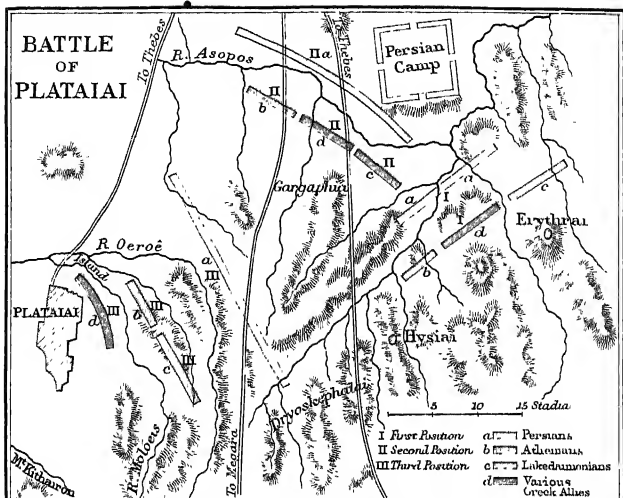 BATTLE
OF
PLATAIAI
To Thebes
R. Asopos
To Thebes
Persian
Camp
II a
II
b
II
d
II
c
Gargaphia
a
I
a
I
c
I
d
b
Erythrai
Hysiai
a
III
R. Oeroê
Island
PLATAIAI
d
III
b
III
c
III
Dryoskephalai
R. Moloeis
To Megara
Mt. Kithairon
5 10 15 Stadia
I First Position
II Second Position
III Third Position
a Persians
b Athenians
c Lakedæmonians
d Various
Greek Allies